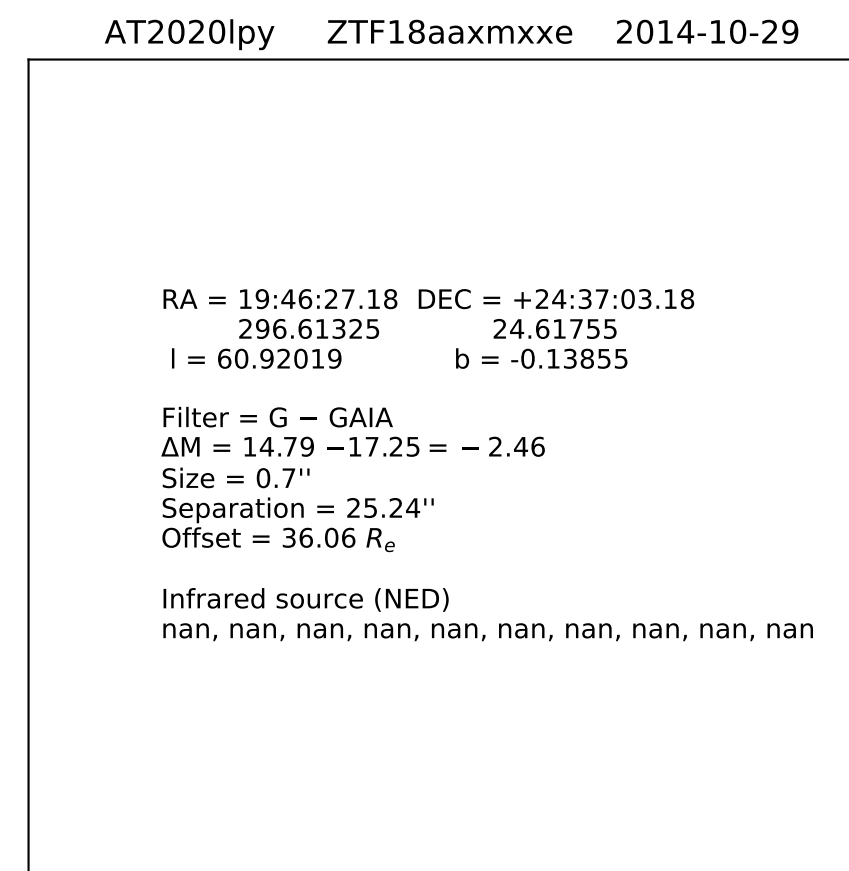 AT2020lpy ZTF18aaxmxxe 2014-10-29
RA = 19:46:27.18 DEC = +24:37:03.18
296.61325 24.61755
l = 60.92019 b = -0.13855
Filter = G − GAIA
ΔM = 14.79 −17.25 = − 2.46
Size = 0.7''
Separation = 25.24''
Offset = 36.06 Re
Infrared source (NED)
nan, nan, nan, nan, nan, nan, nan, nan, nan, nan